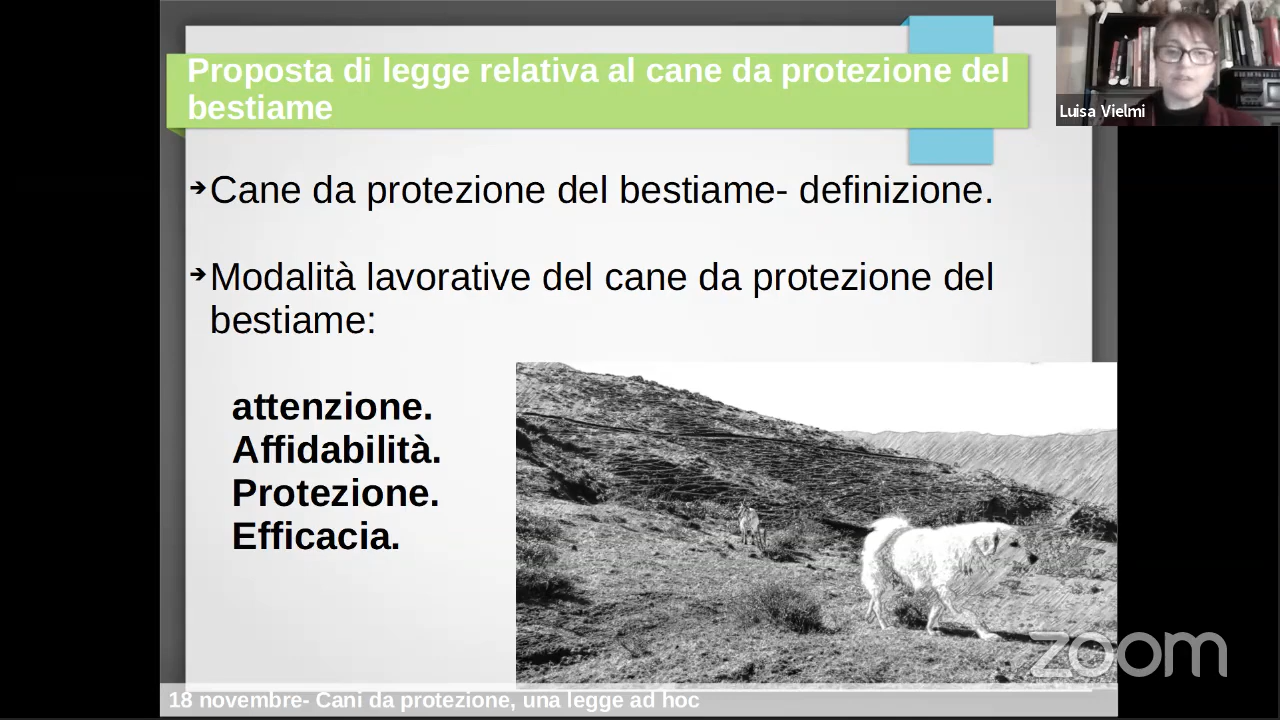 Proposta di legge relativa al cane da protezione del
bestiame
Luisa Vielmi
➔Cane da protezione del bestiame- definizione.
➔Modalità lavorative del cane da protezione del
bestiame:
attenzione.
Affidabilità.
Protezione.
Efficacia.
zoom
18 novembre- Cani da protezione, una legge ad hoc